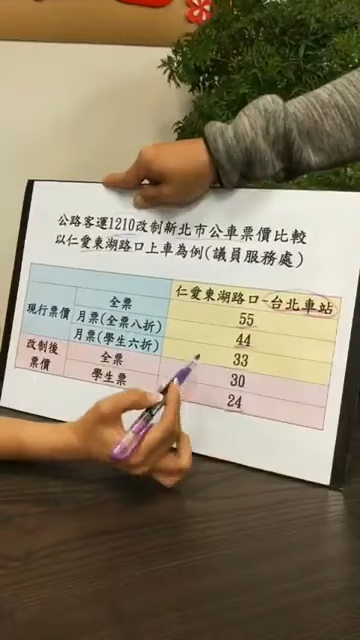 公路客運1210改制新北市公車票價比較
以仁愛東湖路口上車為例(議員服務處)
仁愛東湖路口-台北車站
現行票價 全票 55
月票(全票八折) 44
月票(學生六折) 33
改制後票價 全票 30
學生票 24